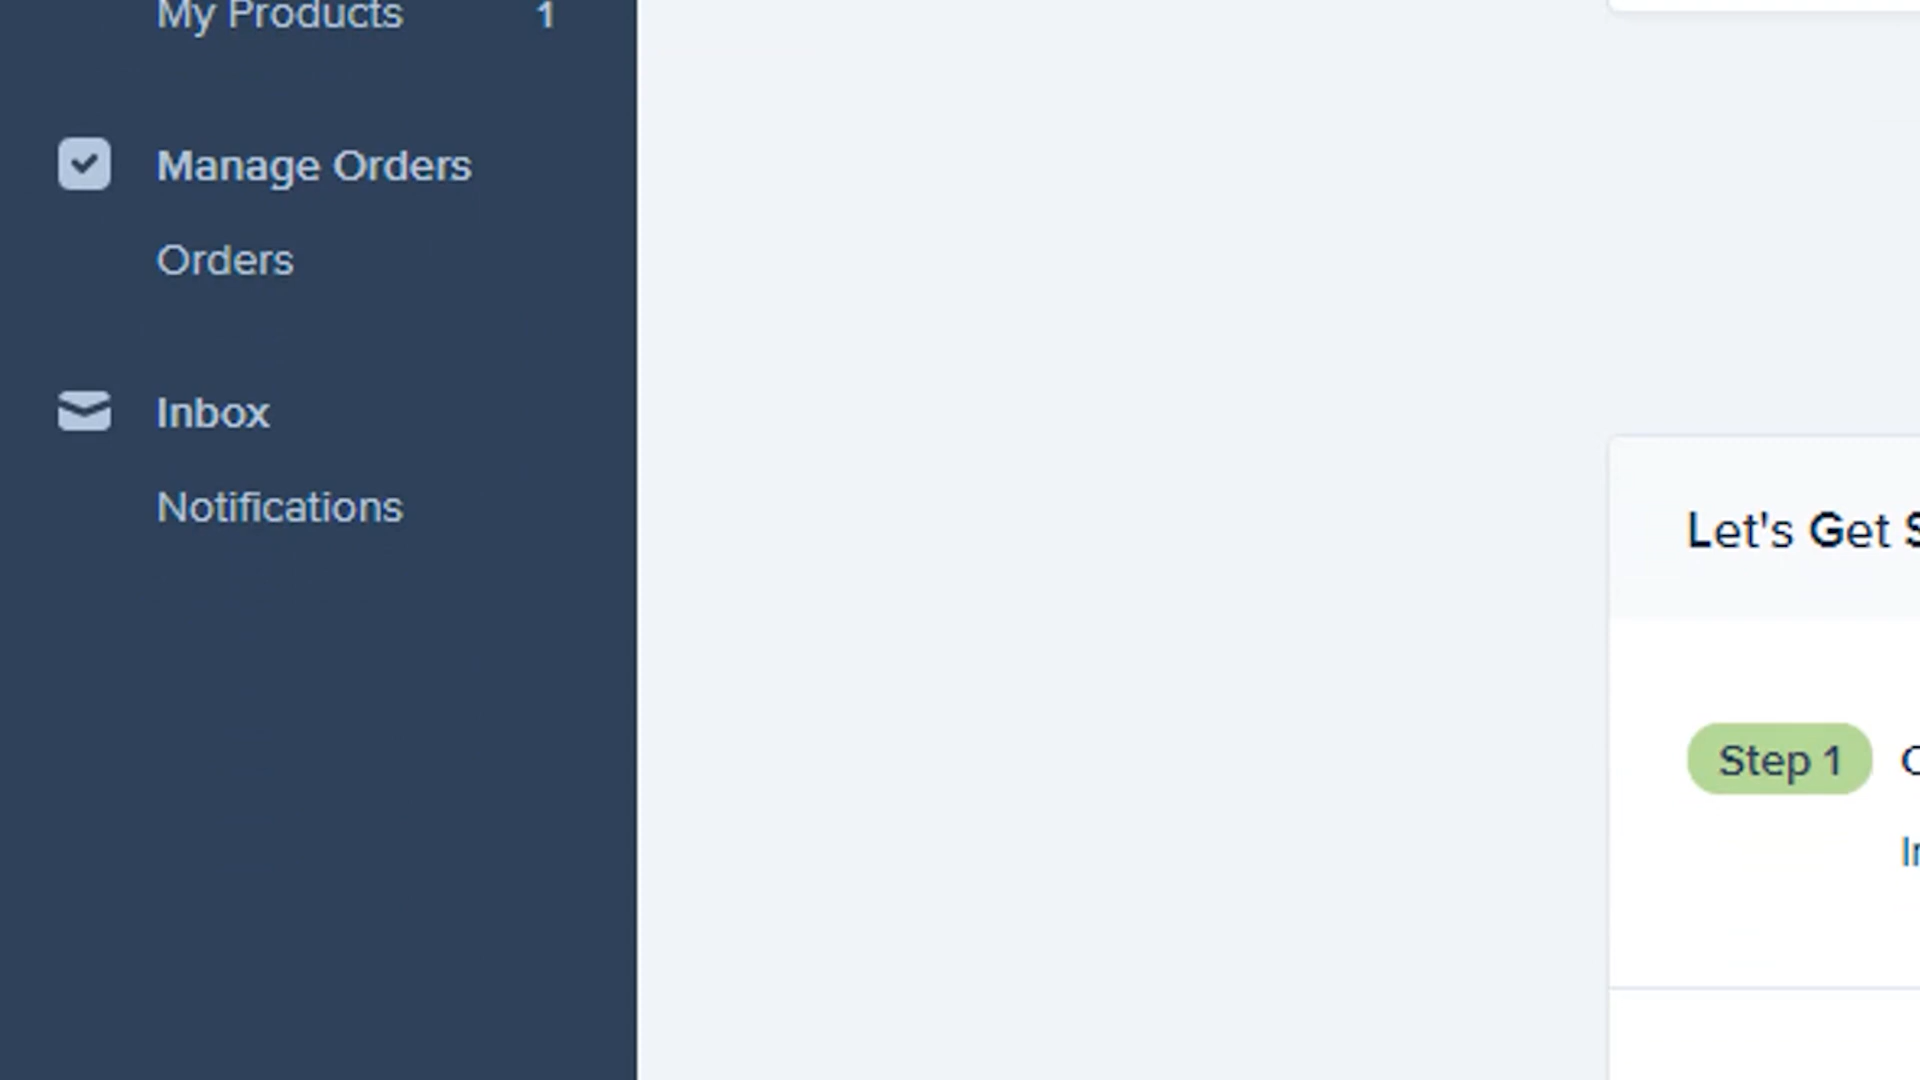 My Products 1
Manage Orders
Orders
Inbox
Notifications
Let's Get
Step 1